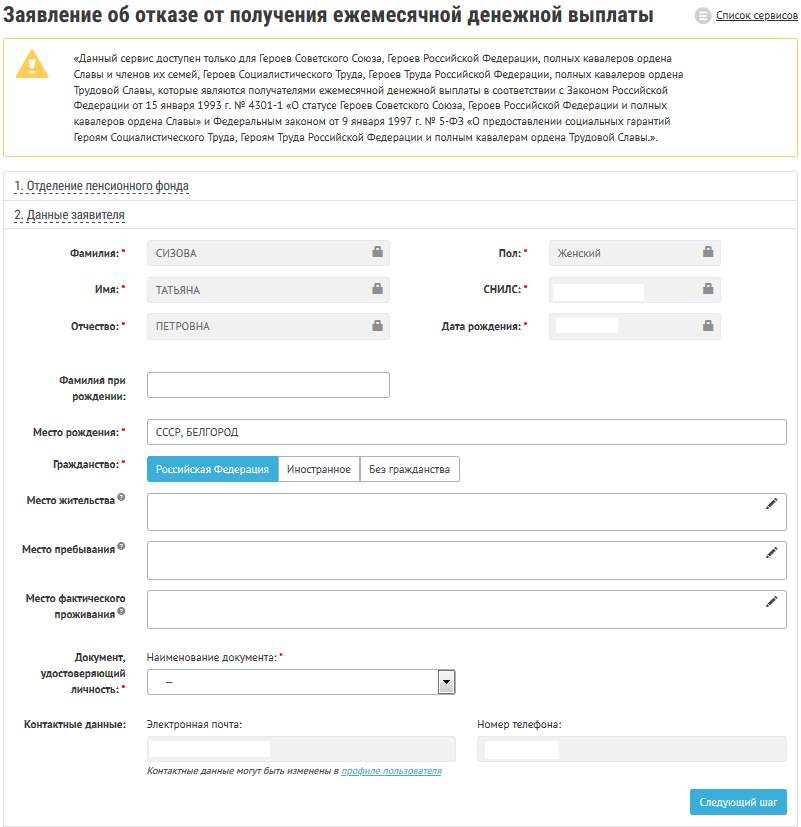 Заявление об отказе от получения ежемесячной денежной выплаты
Список сервисов
«Данный сервис доступен только для Героев Советского Союза, Героев Российской Федерации, полных кавалеров ордена
Славы и членов их семей, Героев Социалистического Труда, Героев Труда Российской Федерации, полных кавалеров ордена
Трудовой Славы, которые являются получателями ежемесячной денежной выплаты в соответствии с Законом Российской
Федерации от 15 января 1993 г. № 4301-1 «О статусе Героев Советского Союза, Героев Российской Федерации и полных
кавалеров ордена Славы» и Федеральным законом от 9 января 1997 г. № 5-ФЗ «О предоставлении социальных гарантий
Героям Социалистического Труда, Героям Труда Российской Федерации и полным кавалерам ордена Трудовой Славы.».
1. Отделение пенсионного фонда
2. Данные заявителя
Фамилия: * СИЗОВА
Пол: * Женский
Имя: * ТАТЬЯНА
СНИЛС: *
Отчество: * ПЕТРОВНА
Дата рождения: *
Фамилия при
рождении:
Место рождения: * СССР, БЕЛГОРОД
Гражданство: * Российская Федерация Иностранное Без гражданства
Место жительства ?
Место пребывания ?
Место фактического
проживания ?
Документ,
удостоверяющий
личность: *
Наименование документа: *
—
Контактные данные:
Электронная почта:
Номер телефона:
Контактные данные могут быть изменены в профиле пользователя
Следующий шаг